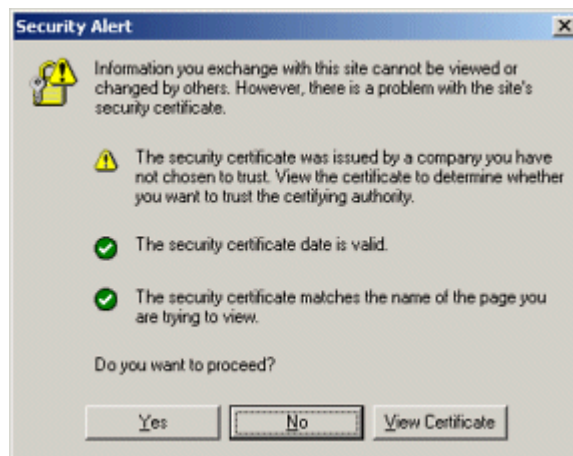 Security Alert
Information you exchange with this site cannot be viewed or
changed by others. However, there is a problem with the site's
security certificate.
The security certificate was issued by a company you have
not chosen to trust. View the certificate to determine whether
you want to trust the certifying authority.
The security certificate date is valid.
The security certificate matches the name of the page you
are trying to view.
Do you want to proceed?
Yes No View Certificate